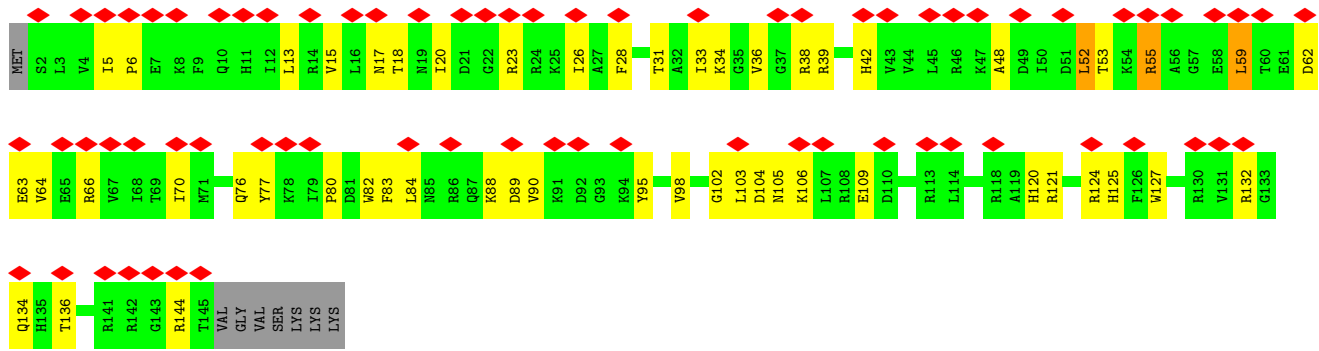 MET S2 L3 V4 I5 P6 E7 K8 F9 Q10 H11 I12 L13 R14 V15 L16 N17 T18 N19 I20 D21 G22 R23 R24 K25 I26 A27 F28 T31 A32 I33 K34 G35 V36 G37 R38 R39 H42 V43 V44 L45 R46 K47 A48 D49 I50 D51 L52 T53 K54 R55 A56 G57 E58 L59 T60 E61 D62
E63 V64 E65 R66 V67 I68 T69 I70 M71 Q76 Y77 K78 I79 P80 D81 W82 F83 L84 N85 R86 Q87 K88 D89 V90 K91 D92 G93 K94 Y95 V98 G102 L103 D104 N105 K106 L107 R108 E109 D110 R113 L114 R118 A119 H120 R121 R124 H125 F126 W127 R130 V131 R132 G133
Q134 H135 T136 R141 R142 G143 R144 T145 VAL GLY VAL SER LYS LYS LYS